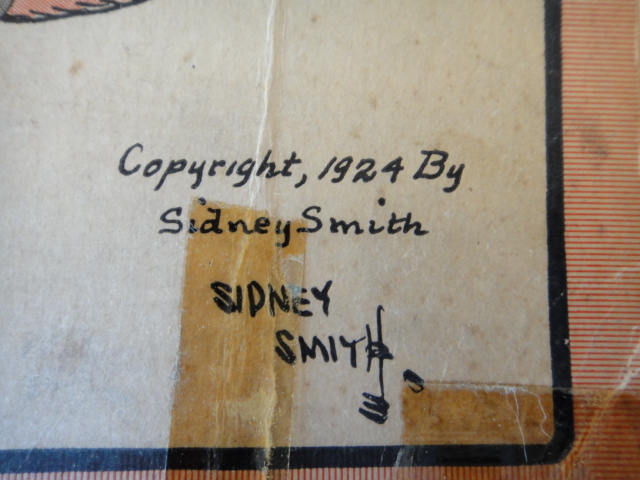 Copyright, 1924 By
Sidney Smith
SIDNEY
SMITH